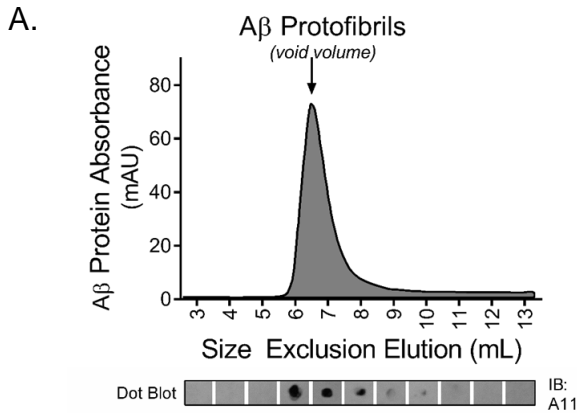 A.
Aβ Protofibrils
(void volume)
Aβ Protein Absorbance
(mAU)
80
60
40
20
0
3 4 5 6 7 8 9 10 11 12 13
Size Exclusion Elution (mL)
Dot Blot
IB:
A11